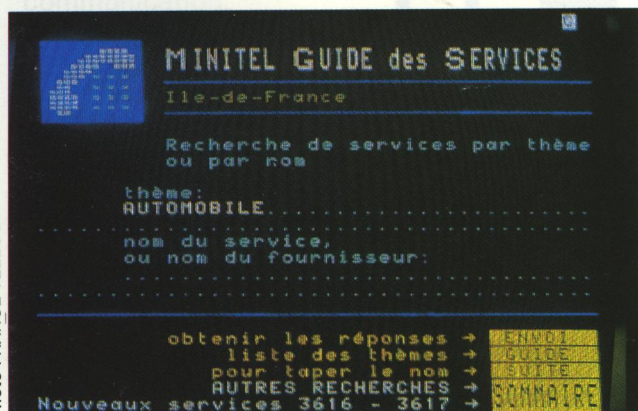 MINITEL GUIDE des SERVICES
Ile-de-France
Recherche de services par thème
ou par nom
thème:
AUTOMOBILE
nom du service,
ou nom du fournisseur:
obtenir les réponses → ENVOI
liste des thèmes → GUIDE
pour taper le nom → SUITE
AUTRES RECHERCHES → SOMMAIRE
Nouveaux services 3616 - 3617 →